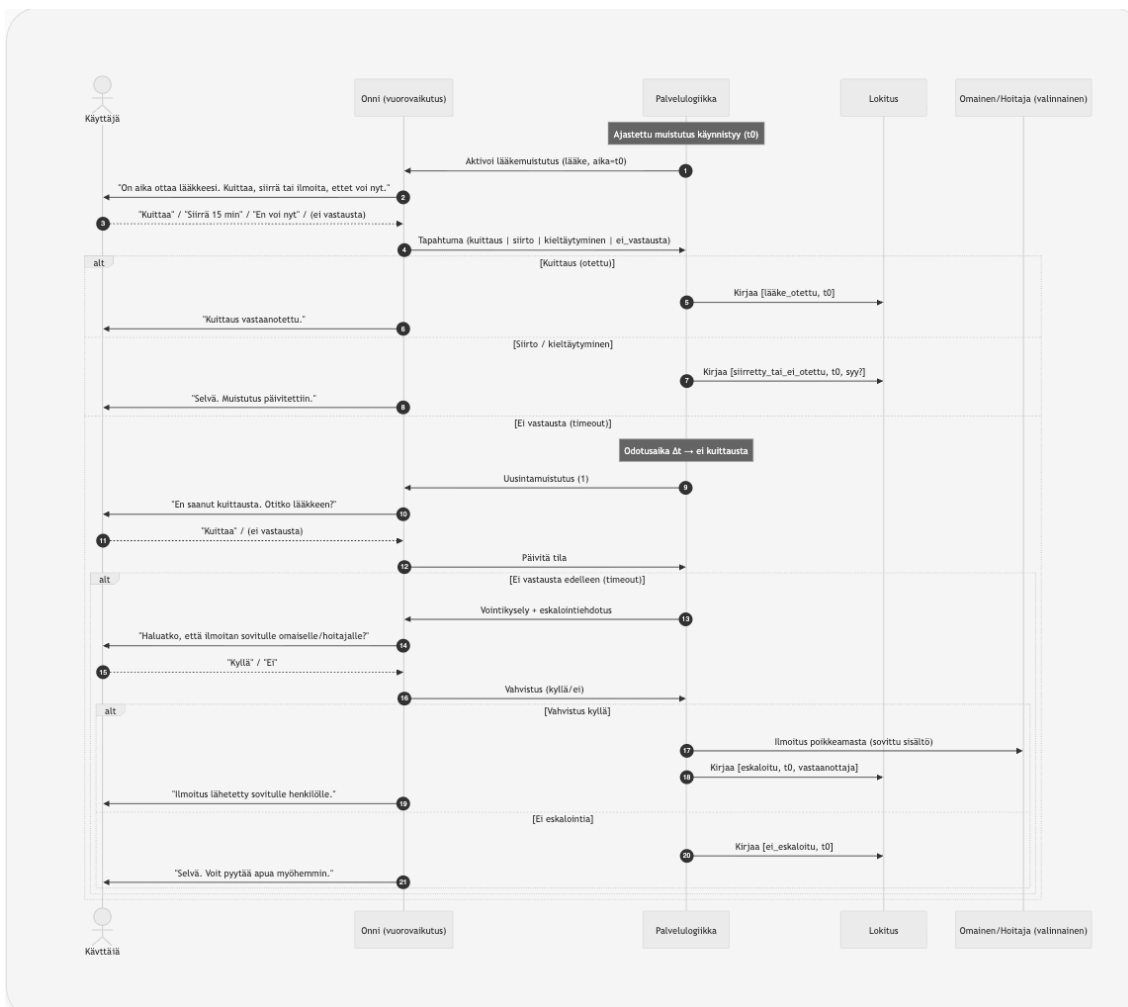 Käyttäjä
Onni (vuorovaikutus)
Palvelulogiikka
Lokitus
Omainen/Hoitaja (valinnainen)
Ajastettu muistutus käynnistyy (t0)
Aktivoi lääkemuistutus (lääke, aika=t0)
1
"On aika ottaa lääkkeesi. Kuittaa, siirrä tai ilmoita, ettet voi nyt."
2
"Kuittaa" / "Siirrä 15 min" / "En voi nyt" / (ei vastausta)
3
Tapahtuma (kuittaus | siirto | kieltäytyminen | ei_vastausta)
4
alt
[Kuittaus (otettu)]
Kirjaa [lääke_otettu, t0]
5
"Kuittaus vastaanotettu."
6
[Siirto / kieltäytyminen]
Kirjaa [siirretty_tai_ei_otettu, t0, syy?]
7
"Selvä. Muistutus päivitettiin."
8
[Ei vastausta (timeout)]
Odotusaika Δt → ei kuittausta
Uusintamuistutus (1)
9
"En saanut kuittausta. Otitko lääkkeen?"
10
"Kuittaa" / (ei vastausta)
11
Päivitä tila
12
alt
[Ei vastausta edelleen (timeout)]
Vointikysely + eskalointiehdotus
13
"Haluatko, että ilmoitan sovitulle omaiselle/hoitajalle?"
14
"Kyllä" / "Ei"
15
Vahvistus (kyllä/ei)
16
alt
[Vahvistus kyllä]
Ilmoitus poikkeamasta (sovittu sisältö)
17
Kirjaa [eskaloitu, t0, vastaanottaja]
18
"Ilmoitus lähetetty sovitulle henkilölle."
19
[Ei eskalointia]
Kirjaa [ei_eskaloitu, t0]
20
"Selvä. Voit pyytää apua myöhemmin."
21
Käyttäjä
Onni (vuorovaikutus)
Palvelulogiikka
Lokitus
Omainen/Hoitaja (valinnainen)